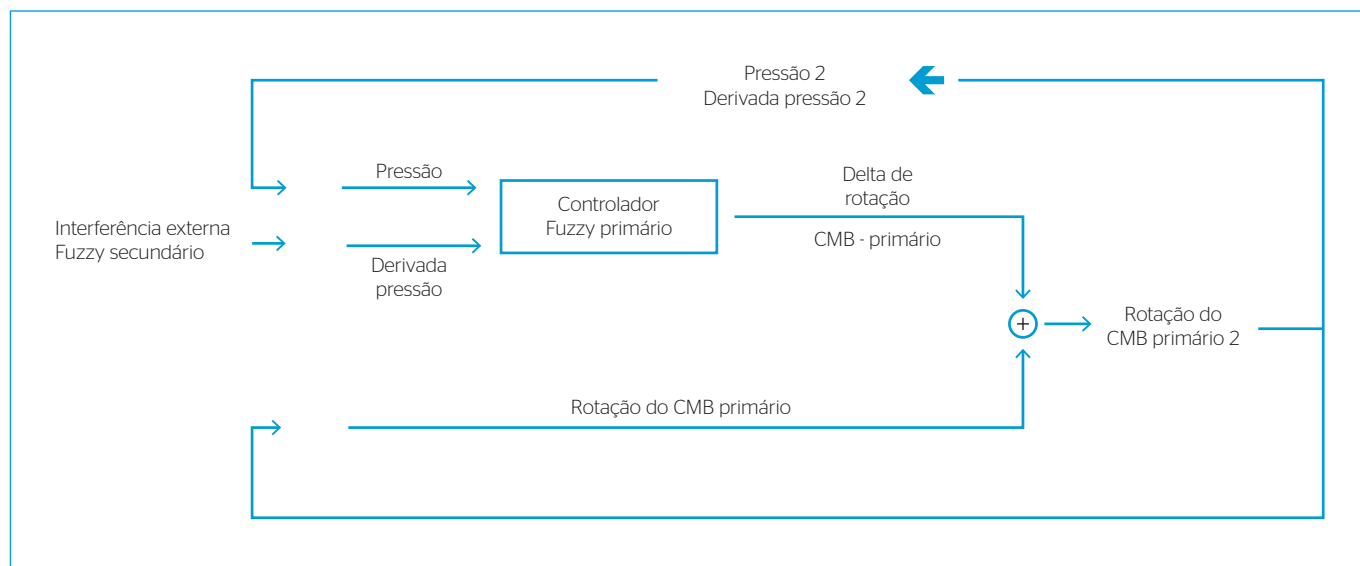 Pressão 2
Derivada pressão 2
Pressão
Delta de
rotação
Controlador
Fuzzy primário
Interferência externa
Fuzzy secundário
CMB - primário
Derivada
pressão
+
Rotação do
CMB primário 2
Rotação do CMB primário